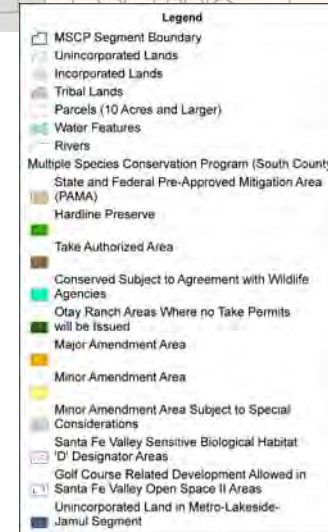 Legend
MSCP Segment Boundary
Unincorporated Lands
Incorporated Lands
Tribal Lands
Parcels (10 Acres and Larger)
Water Features
Rivers
Multiple Species Conservation Program (South County
State and Federal Pre-Approved Mitigation Area
(PAMA)
Hardline Preserve
Take Authorized Area
Conserved Subject to Agreement with Wildlife
Agencies
Otay Ranch Areas Where no Take Permits
will be Issued
Major Amendment Area
Minor Amendment Area
Minor Amendment Area Subject to Special
Considerations
Santa Fe Valley Sensitive Biological Habitat
'D' Designator Areas
Golf Course Related Development Allowed in
Santa Fe Valley Open Space II Areas
Unincorporated Land in Metro-Lakeside-
Jamul Segment